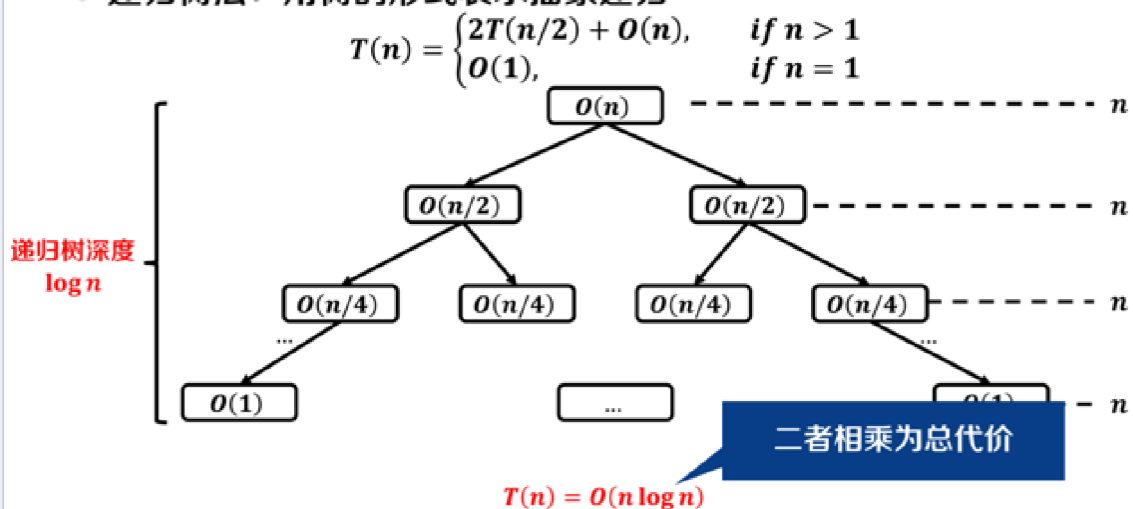 T(n) = {2T(n/2) + O(n), if n > 1
O(1), if n = 1
O(n) n
O(n/2) O(n/2) n
递归树深度
log n
O(n/4) O(n/4) O(n/4) O(n/4) n
... ...
O(1) ... O(1) n
二者相乘为总代价
T(n) = O(n log n)